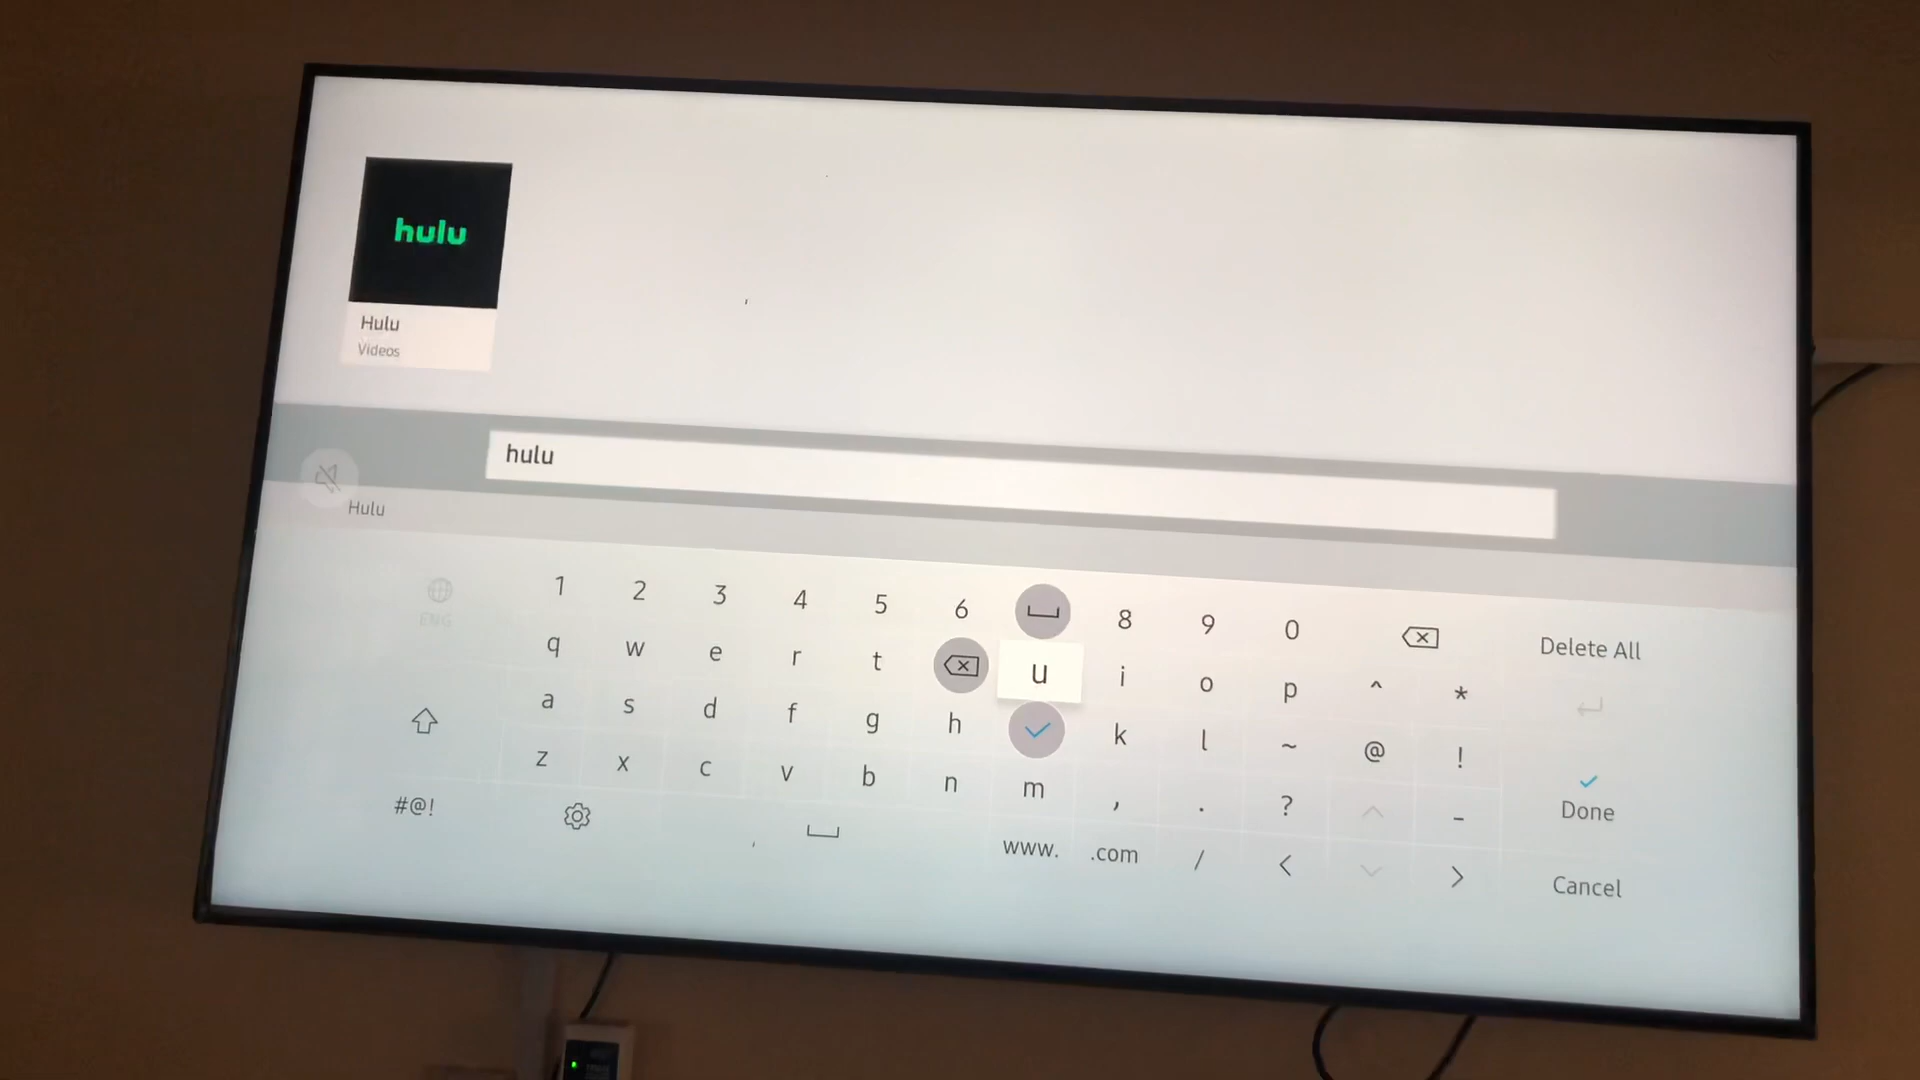 hulu
Hulu
Videos
hulu
Hulu
ENG
1 2 3 4 5 6 8 9 0 Delete All
q w e r t u i o p ^ *
a s d f g h k l ~ @ !
z x c v b n m , . ? - Done
#@! www. .com / < > Cancel